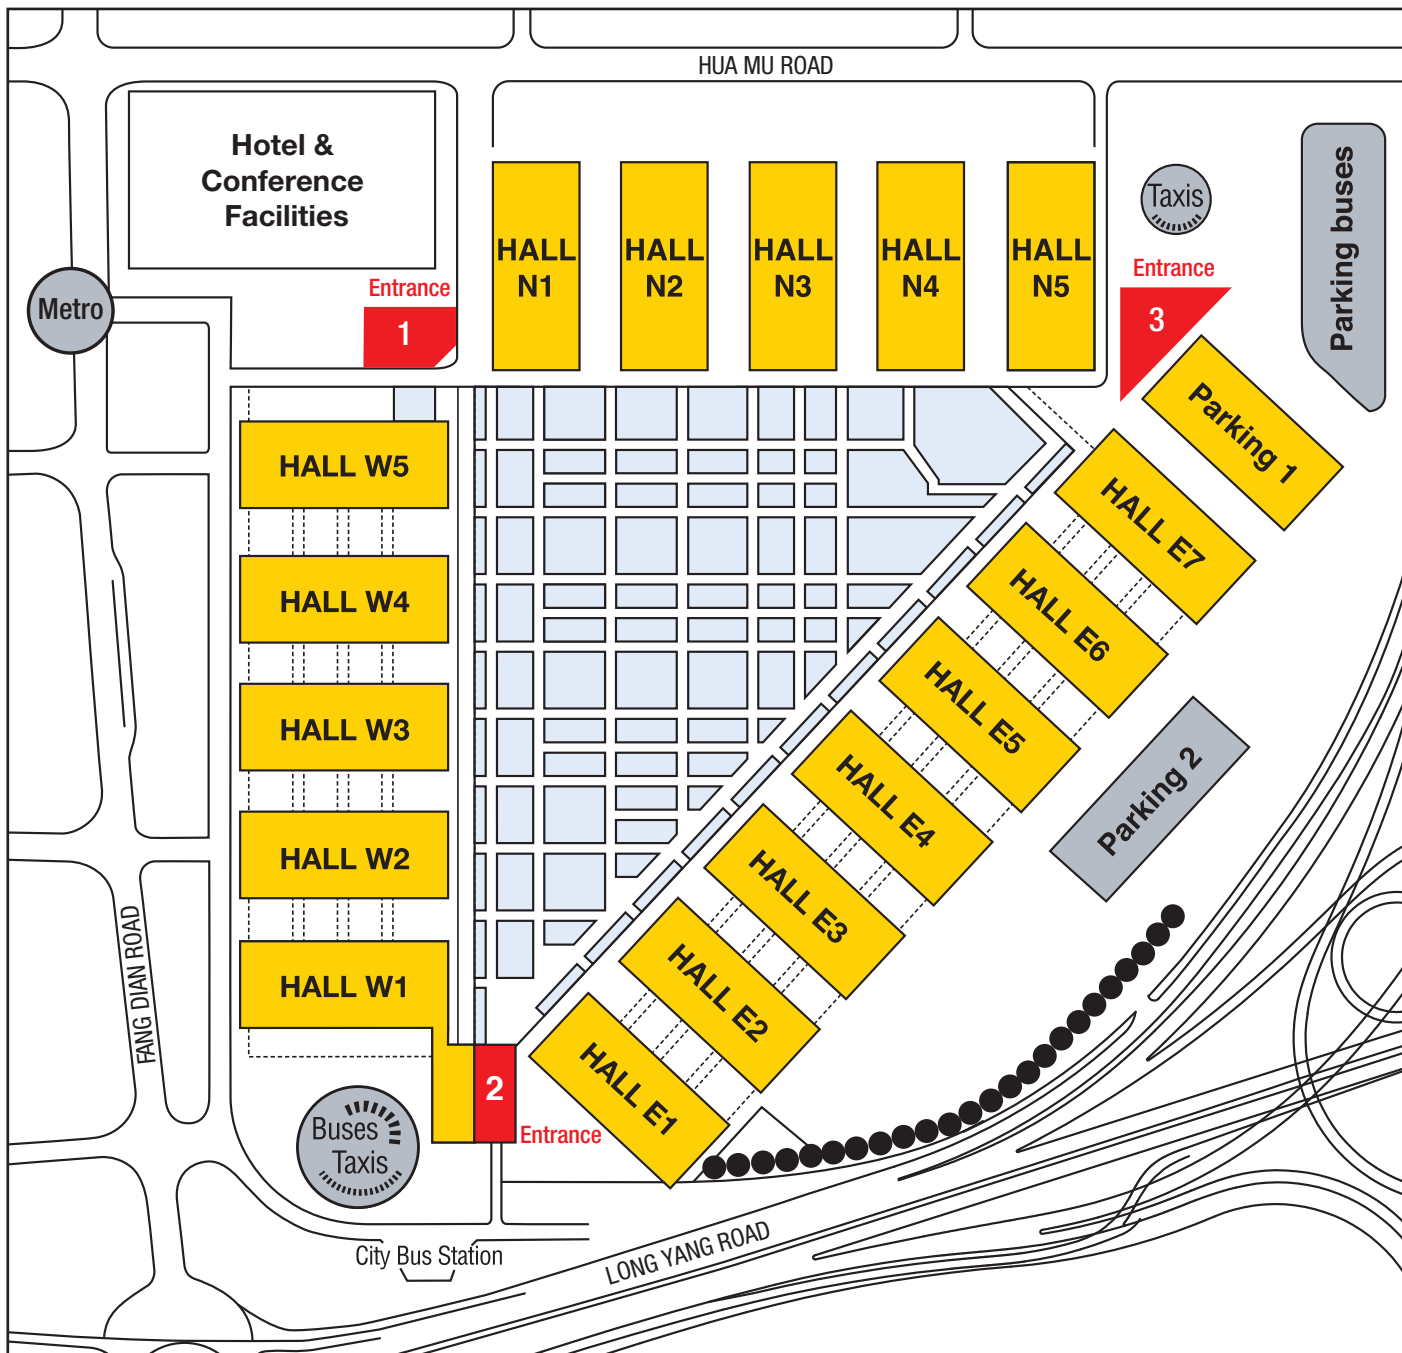 HUA MU ROAD
Hotel &
Conference
Facilities
Metro
Entrance
1
HALL
N1
HALL
N2
HALL
N3
HALL
N4
HALL
N5
Taxis
Entrance
3
Parking buses
Parking 1
HALL W5
HALL W4
HALL W3
HALL W2
HALL W1
HALL E7
HALL E6
HALL E5
HALL E4
HALL E3
HALL E2
HALL E1
Parking 2
FANG DIAN ROAD
2
Entrance
Buses
Taxis
City Bus Station
LONG YANG ROAD